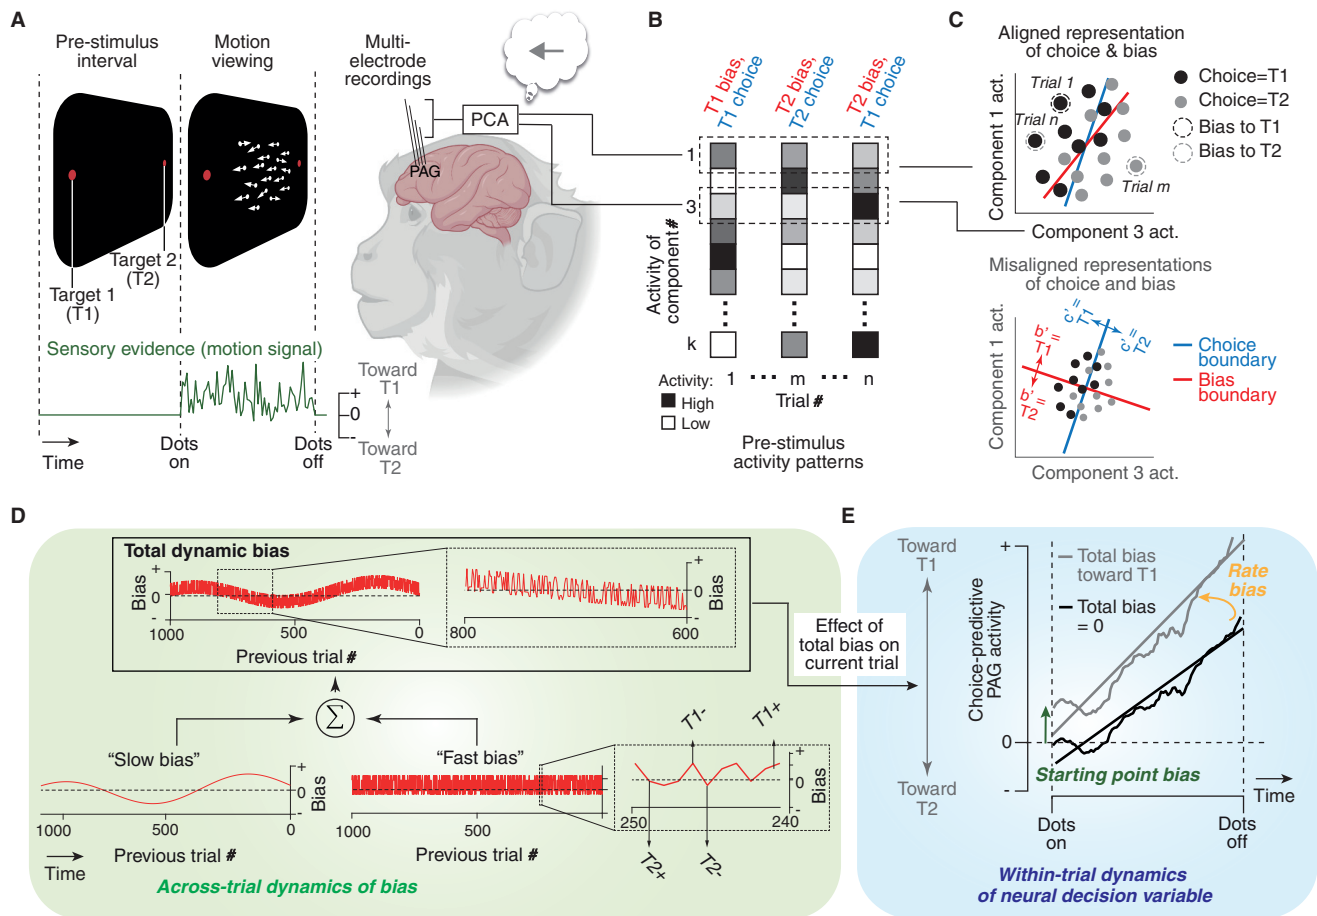 A
Pre-stimulus
interval
Motion
viewing
Multi-
electrode
recordings
PCA
PAG
Target 1
(T1)
Target 2
(T2)
Sensory evidence (motion signal)
+
0
-
Toward
T1
Toward
T2
Time
Dots
on
Dots
off
B
T1 bias,
T1 choice
T2 bias,
T2 choice
T2 bias,
T1 choice
1
3
k
Activity of
component#
Activity:
High
Low
1
m
n
Trial #
Pre-stimulus
activity patterns
C
Aligned representation
of choice & bias
Component 1 act.
Trial 1
Trial n
Trial m
Component 3 act.
Choice=T1
Choice=T2
Bias to T1
Bias to T2
Misaligned representations
of choice and bias
Component 1 act.
b' =
T1
b' =
T2
c' =
T1
c' =
T2
Component 3 act.
Choice
boundary
Bias
boundary
D
Total dynamic bias
Bias
+
0
-
1000
500
0
Previous trial #
+
0
-
Bias
800
600
Σ
"Slow bias"
+
0
-
Bias
1000
500
0
Previous trial #
Time
"Fast bias"
1000
500
Previous trial #
T1-
T1+
+
0
-
Bias
250
240
T2+
T2-
Across-trial dynamics of bias
Effect of
total bias on
current trial
E
Toward
T1
Toward
T2
Choice-predictive
PAG activity
+
0
-
Total bias
toward T1
Total bias
= 0
Rate
bias
Starting point bias
Time
Dots
on
Dots
off
Within-trial dynamics
of neural decision variable